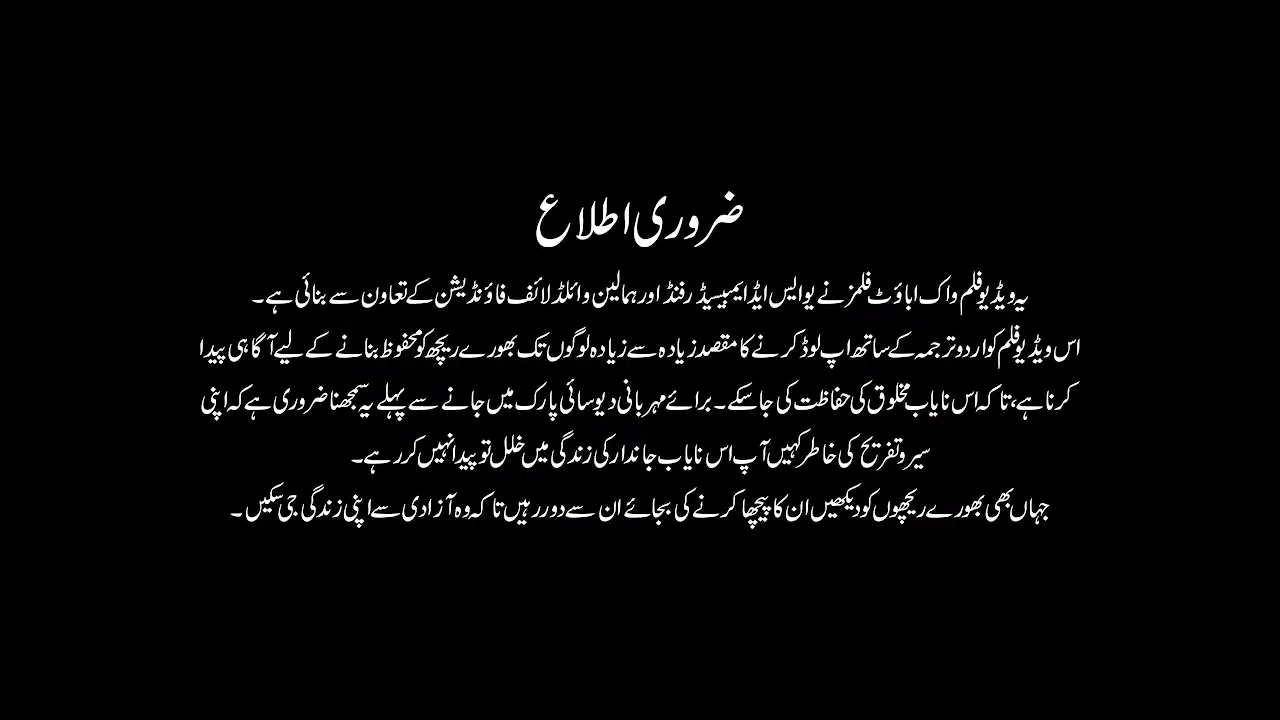 ضروری اطلاع
یہ ویڈیو فلم واک اباؤٹ فلمز نے یو ایس ایڈ ایمبیسیڈر فنڈ اور ہمالین وائلڈ لائف فاؤنڈیشن کے تعاون سے بنائی ہے۔
اس ویڈیو فلم کو اردو ترجمہ کے ساتھ اپ لوڈ کرنے کا مقصد زیادہ سے زیادہ لوگوں تک بھورے ریچھ کو محفوظ بنانے کے لیے آگاہی پیدا
کرنا ہے، تاکہ اس نایاب مخلوق کی حفاظت کی جا سکے۔ برائے مہربانی دیوسائی پارک میں جانے سے پہلے یہ سمجھنا ضروری ہے کہ اپنی
سیر و تفریح کی خاطر کہیں آپ اس نایاب جاندار کی زندگی میں خلل تو پیدا نہیں کر رہے۔
جہاں بھی بھورے ریچھوں کو دیکھیں ان کا پیچھا کرنے کی بجائے ان سے دور رہیں تاکہ وہ آزادی سے اپنی زندگی جی سکیں۔